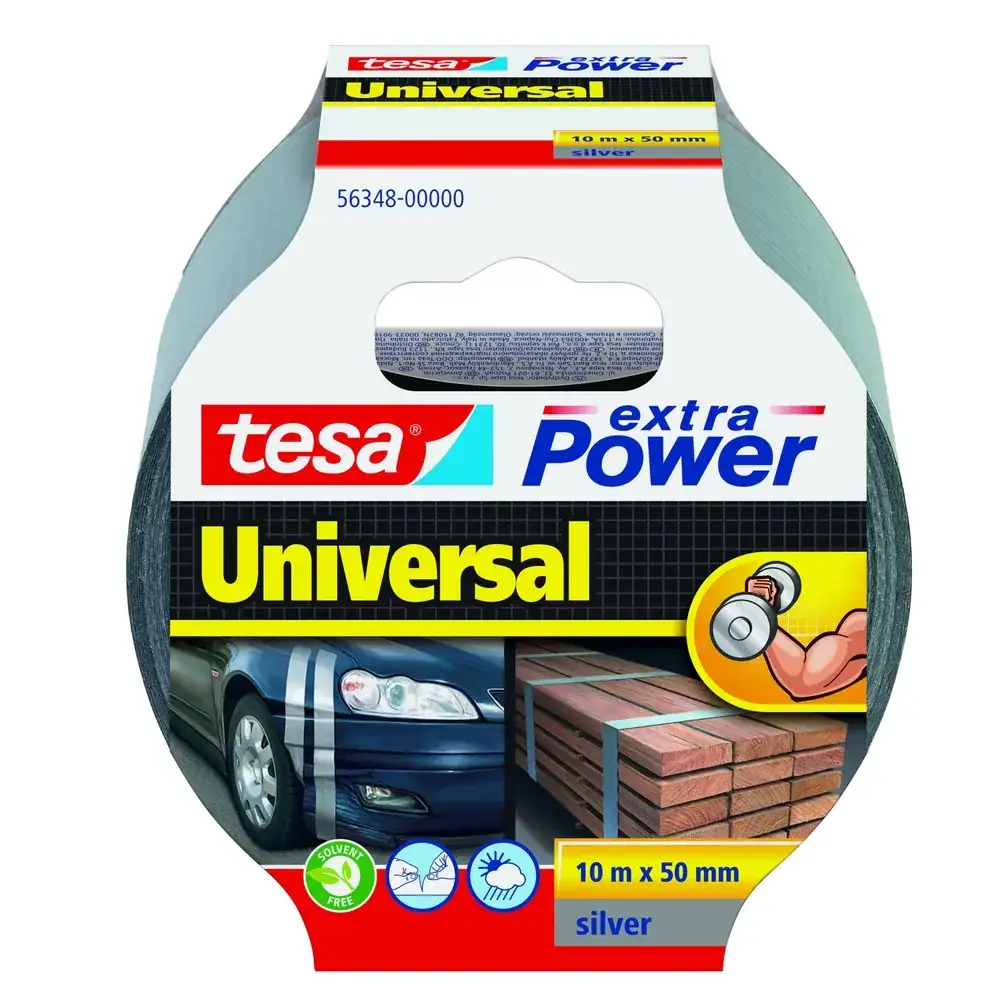 tesa extra Power
Universal
10 m x 50 mm
silver
56348-00000
tesa® extra Power
Universal
SOLVENT FREE
10 m x 50 mm
silver